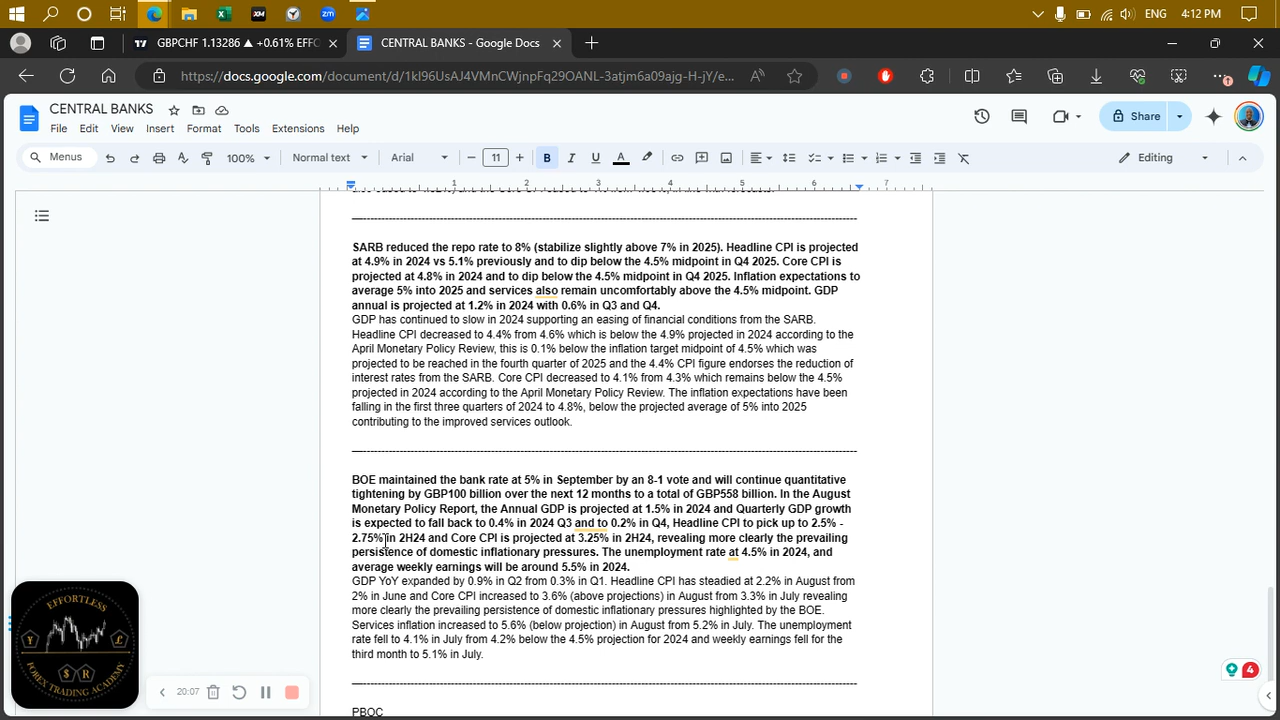 ENG
4:12 PM
GBPCHF 1.13286 ▲ +0.61% EFFC
CENTRAL BANKS - Google Docs
https://docs.google.com/document/d/1kI96UsAJ4VMnCWjnpFq29OANL-3atjm6a09ajg-H-jY/e...
CENTRAL BANKS
Share
File Edit View Insert Format Tools Extensions Help
Menus 100% Normal text Arial 11 B I U A Editing
1 2 3 4 5 6 7
SARB reduced the repo rate to 8% (stabilize slightly above 7% in 2025). Headline CPI is projected
at 4.9% in 2024 vs 5.1% previously and to dip below the 4.5% midpoint in Q4 2025. Core CPI is
projected at 4.8% in 2024 and to dip below the 4.5% midpoint in Q4 2025. Inflation expectations to
average 5% into 2025 and services also remain uncomfortably above the 4.5% midpoint. GDP
annual is projected at 1.2% in 2024 with 0.6% in Q3 and Q4.
GDP has continued to slow in 2024 supporting an easing of financial conditions from the SARB.
Headline CPI decreased to 4.4% from 4.6% which is below the 4.9% projected in 2024 according to the
April Monetary Policy Review, this is 0.1% below the inflation target midpoint of 4.5% which was
projected to be reached in the fourth quarter of 2025 and the 4.4% CPI figure endorses the reduction of
interest rates from the SARB. Core CPI decreased to 4.1% from 4.3% which remains below the 4.5%
projected in 2024 according to the April Monetary Policy Review. The inflation expectations have been
falling in the first three quarters of 2024 to 4.8%, below the projected average of 5% into 2025
contributing to the improved services outlook.
BOE maintained the bank rate at 5% in September by an 8-1 vote and will continue quantitative
tightening by GBP100 billion over the next 12 months to a total of GBP558 billion. In the August
Monetary Policy Report, the Annual GDP is projected at 1.5% in 2024 and Quarterly GDP growth
is expected to fall back to 0.4% in 2024 Q3 and to 0.2% in Q4, Headline CPI to pick up to 2.5% -
2.75% in 2H24 and Core CPI is projected at 3.25% in 2H24, revealing more clearly the prevailing
persistence of domestic inflationary pressures. The unemployment rate at 4.5% in 2024, and
average weekly earnings will be around 5.5% in 2024.
GDP YoY expanded by 0.9% in Q2 from 0.3% in Q1. Headline CPI has steadied at 2.2% in August from
2% in June and Core CPI increased to 3.6% (above projections) in August from 3.3% in July revealing
more clearly the prevailing persistence of domestic inflationary pressures highlighted by the BOE.
Services inflation increased to 5.6% (below projection) in August from 5.2% in July. The unemployment
rate fell to 4.1% in July from 4.2% below the 4.5% projection for 2024 and weekly earnings fell for the
third month to 5.1% in July.
PBOC
EFFORTLESS
FOREX TRADING ACADEMY
20:07
4